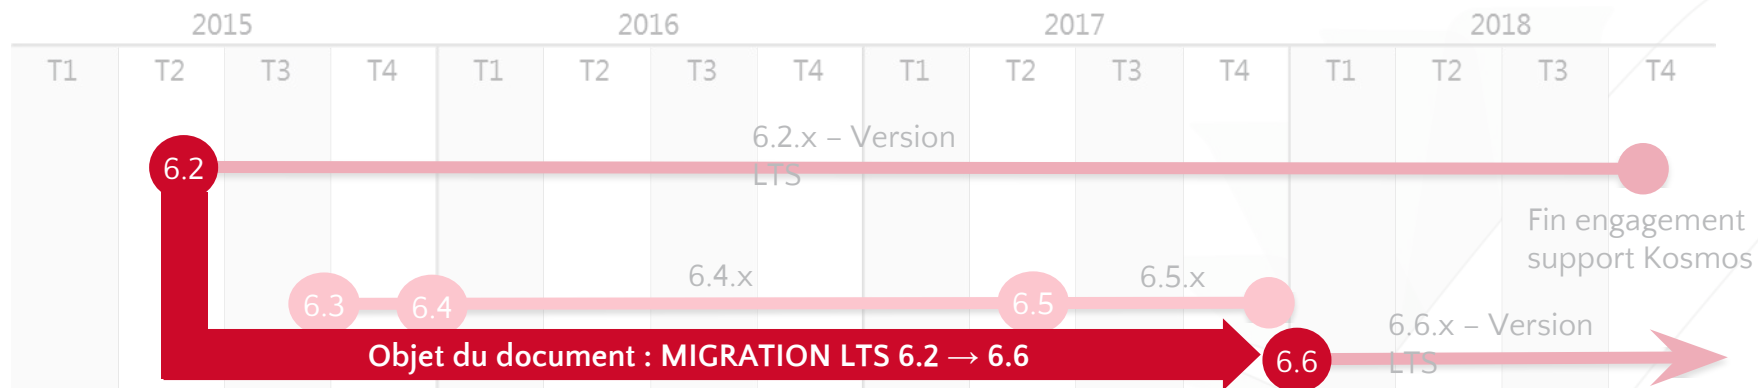 2015 2016 2017 2018
T1 T2 T3 T4 T1 T2 T3 T4 T1 T2 T3 T4 T1 T2 T3 T4
6.2.x – Version
LTS
6.2
Fin engagement
support Kosmos
6.4.x 6.5.x
6.3 6.4 6.5
6.6.x – Version
LTS
Objet du document : MIGRATION LTS 6.2 → 6.6
6.6